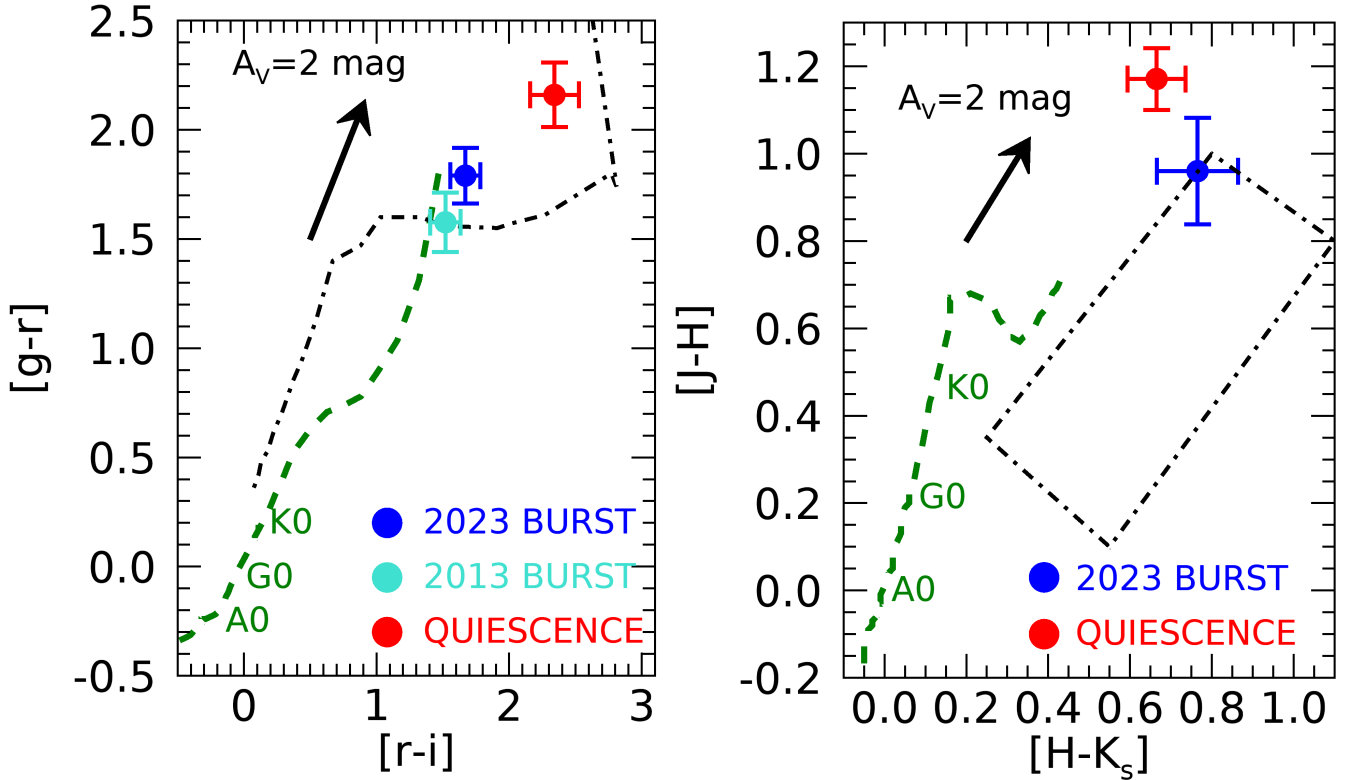 2.5
2.0
1.5
1.0
0.5
0.0
-0.5
[g-r]
A_V=2 mag
K0
G0
A0
2023 BURST
2013 BURST
QUIESCENCE
0 1 2 3
[r-i]
1.2
1.0
0.8
0.6
0.4
0.2
0.0
-0.2
[J-H]
A_V=2 mag
K0
G0
A0
2023 BURST
QUIESCENCE
0.0 0.2 0.4 0.6 0.8 1.0
[H-K_s]